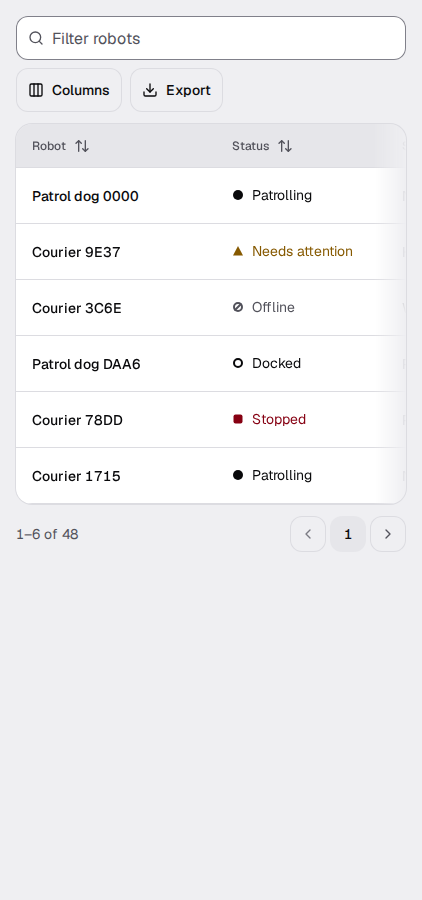 Filter robots
Columns Export
Robot Status
Patrol dog 0000 Patrolling
Courier 9E37 Needs attention
Courier 3C6E Offline
Patrol dog DAA6 Docked
Courier 78DD Stopped
Courier 1715 Patrolling
1–6 of 48 1